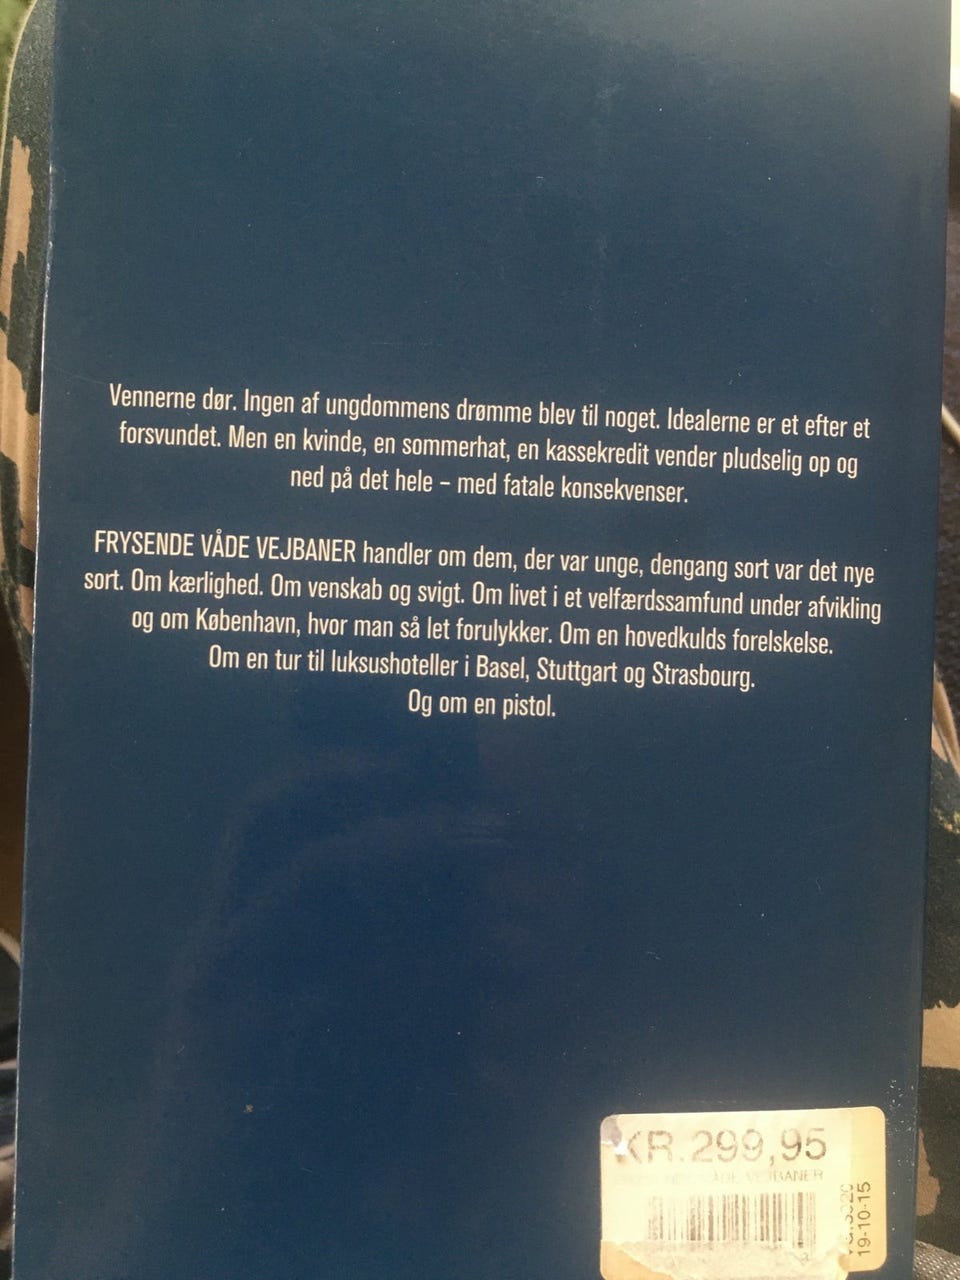 Vennerne dør. Ingen af ungdommens drømme blev til noget. Idealerne er et efter et
forsvundet. Men en kvinde, en sommerhat, en kassekredit vender pludselig op og
ned på det hele – med fatale konsekvenser.
FRYSENDE VÅDE VEJBANER handler om dem, der var unge, dengang sort var det nye
sort. Om kærlighed. Om venskab og svigt. Om livet i et velfærdssamfund under afvikling
og om København, hvor man så let forulykker. Om en hovedkulds forelskelse.
Om en tur til luksushoteller i Basel, Stuttgart og Strasbourg.
Og om en pistol.
KR.299,95
VÅDE VEJBANER
19-10-15